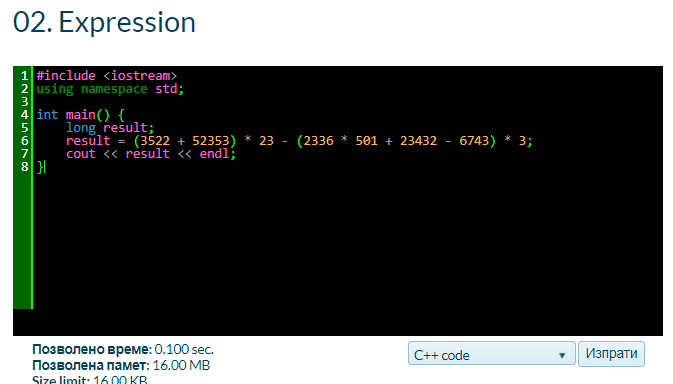 02. Expression
1 #include <iostream>
2 using namespace std;
3
4 int main() {
5 long result;
6 result = (3522 + 52353) * 23 - (2336 * 501 + 23432 - 6743) * 3;
7 cout << result << endl;
8 }
Позволено време: 0.100 sec.
Позволена памет: 16.00 MB
Size limit: 16.00 KB
C++ code
Изпрати